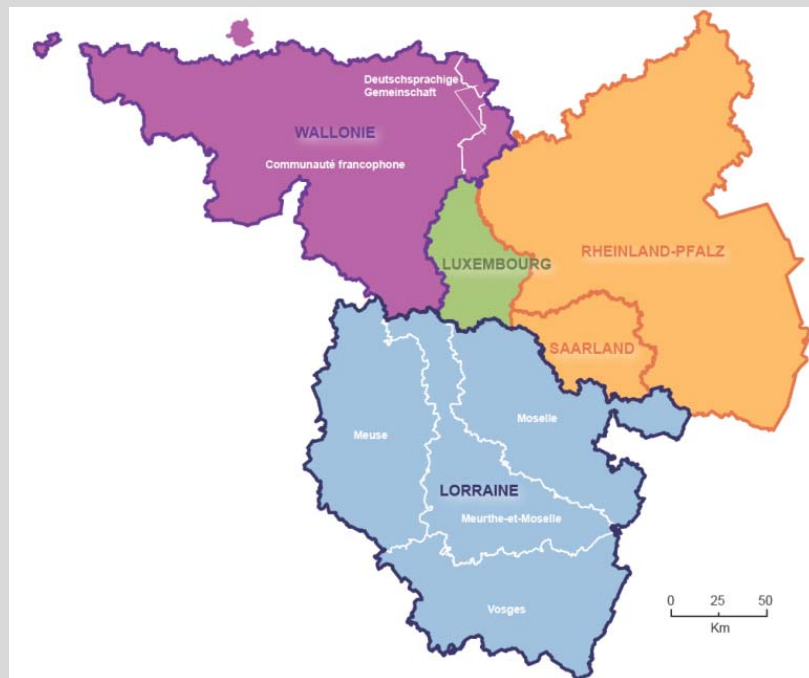 Deutschsprachige
Gemeinschaft
WALLONIE
Communauté francophone
RHEINLAND-PFALZ
LUXEMBOURG
SAARLAND
Moselle
Meuse
LORRAINE
Meurthe-et-Moselle
Vosges
0 25 50
Km